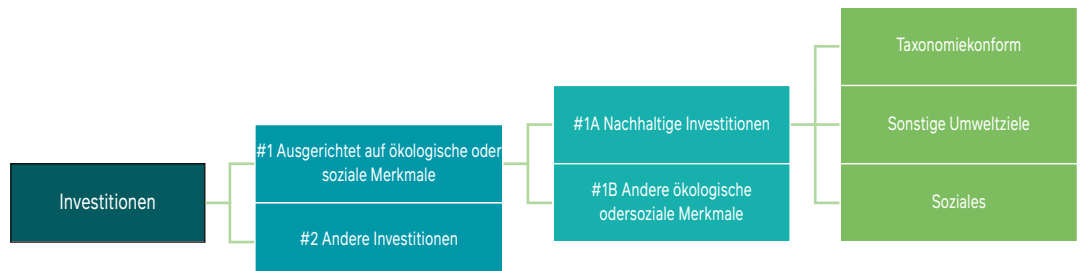 Investitionen
#1 Ausgerichtet auf ökologische oder
soziale Merkmale
#2 Andere Investitionen
#1A Nachhaltige Investitionen
#1B Andere ökologische
odersoziale Merkmale
Taxonomiekonform
Sonstige Umweltziele
Soziales